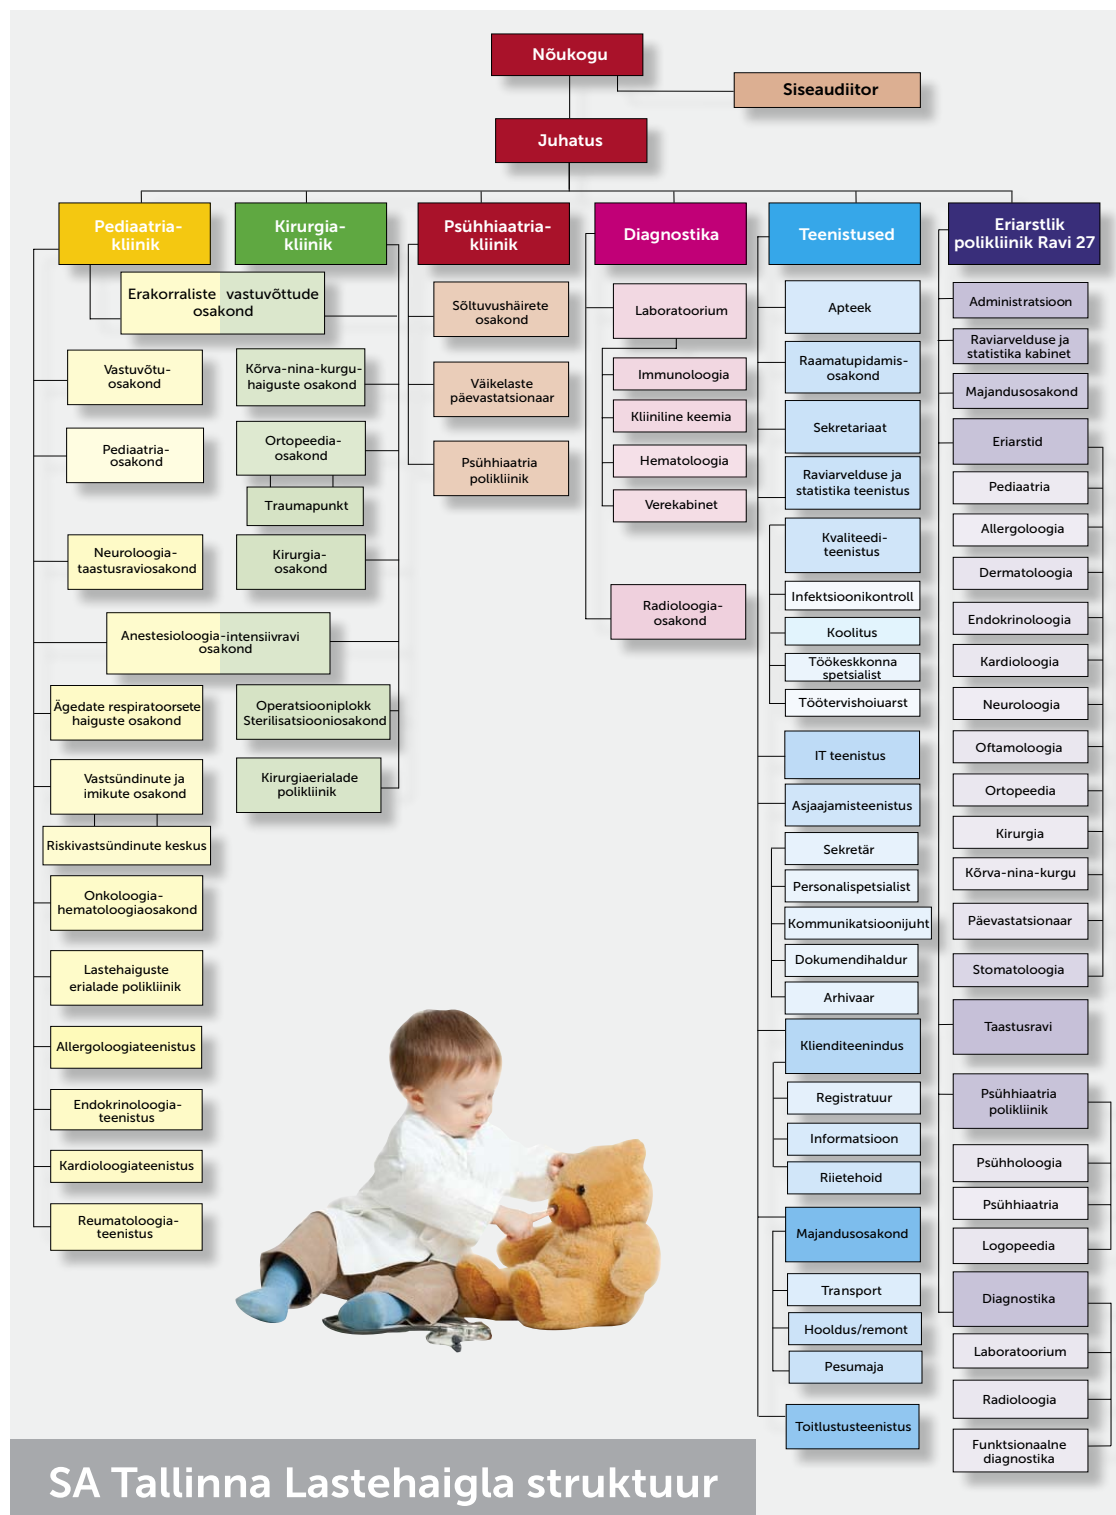 Nõukogu
Siseaudiitor
Juhatus
Pediaatria-
kliinik
Kirurgia-
kliinik
Psühhiaatria-
kliinik
Diagnostika
Teenistused
Eriarstlik
polikliinik Ravi 27
Erakorraliste vastuvõttude
osakond
Vastuvõtu-
osakond
Pediaatria-
osakond
Neuroloogia-
taastusraviosakond
Anestesioloogia-intensiivravi
osakond
Ägedate respiratoorsete
haiguste osakond
Vastsündinute ja
imikute osakond
Riskivastsündinute keskus
Onkoloogia-
hematoloogiaosakond
Lastehaiguste
erialade polikliinik
Allergoloogiateenistus
Endokrinoloogia-
teenistus
Kardioloogiateenistus
Reumatoloogia-
teenistus
Kõrva-nina-kurgu-
haiguste osakond
Ortopeedia-
osakond
Traumapunkt
Kirurgia-
osakond
Operatsiooniplokk
Sterilisatsiooniosakond
Kirurgiaerialade
polikliinik
Sõltuvushäirete
osakond
Väikelaste
päevastatsionaar
Psühhiaatria
polikliinik
Laboratoorium
Immunoloogia
Kliiniline keemia
Hematoloogia
Verekabinet
Radioloogia-
osakond
Apteek
Raamatupidamis-
osakond
Sekretariaat
Raviarvelduse ja
statistika teenistus
Kvaliteedi-
teenistus
Infektsioonikontroll
Koolitus
Töökeskkonna
spetsialist
Töötervishoiuarst
IT teenistus
Asjaajamisteenistus
Sekretär
Personalispetsialist
Kommunikatsioonijuht
Dokumendihaldur
Arhivaar
Klienditeenindus
Registratuur
Informatsioon
Riietehoid
Majandusosakond
Transport
Hooldus/remont
Pesumaja
Toitlustusteenistus
Administratsioon
Raviarvelduse ja
statistika kabinet
Majandusosakond
Eriarstid
Pediaatria
Allergoloogia
Dermatoloogia
Endokrinoloogia
Kardioloogia
Neuroloogia
Oftamoloogia
Ortopeedia
Kirurgia
Kõrva-nina-kurgu
Päevastatsionaar
Stomatoloogia
Taastusravi
Psühhiaatria
polikliinik
Psühholoogia
Psühhiaatria
Logopeedia
Diagnostika
Laboratoorium
Radioloogia
Funktsionaalne
diagnostika
SA Tallinna Lastehaigla struktuur